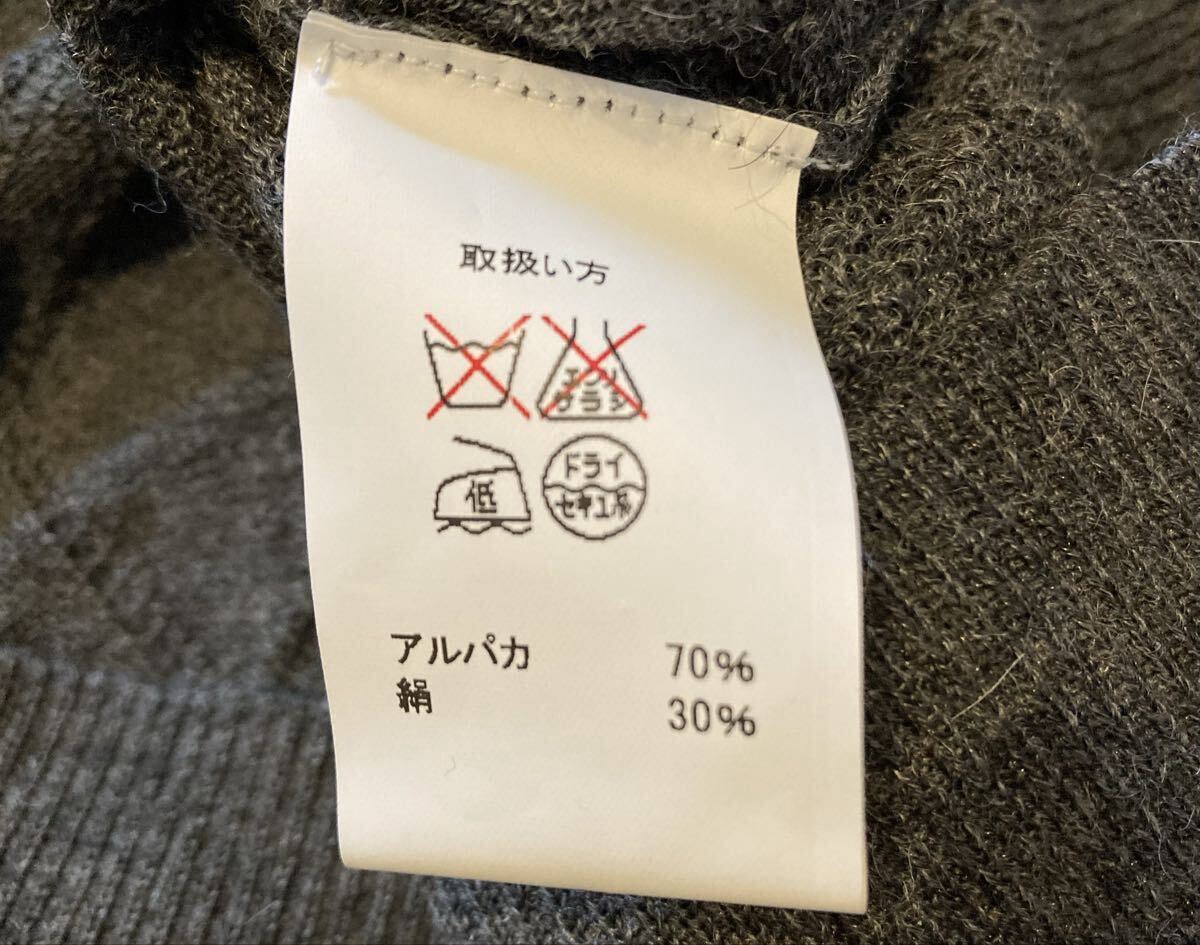 取扱い方
エンソ
サラシ
低
ドライ
セキユ系
アルパカ 70%
絹 30%